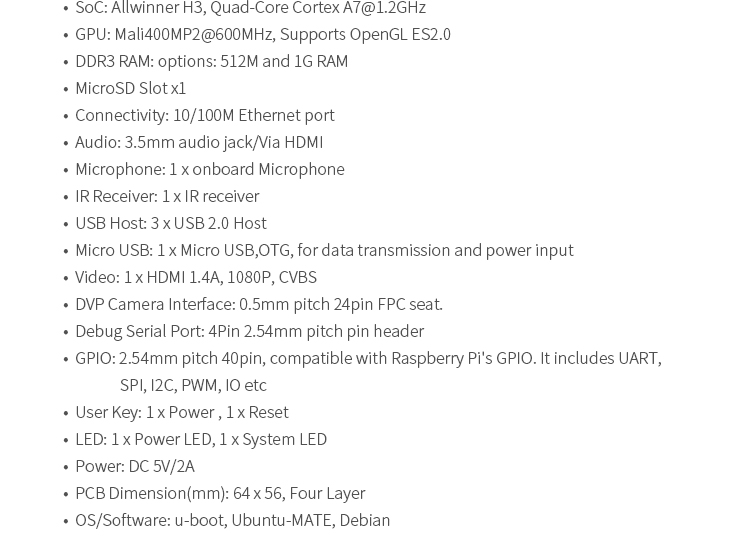 • SoC: Allwinner H3, Quad-Core Cortex A7@1.2GHz
• GPU: Mali400MP2@600MHz, Supports OpenGL ES2.0
• DDR3 RAM: options: 512M and 1G RAM
• MicroSD Slot x1
• Connectivity: 10/100M Ethernet port
• Audio: 3.5mm audio jack/Via HDMI
• Microphone: 1 x onboard Microphone
• IR Receiver: 1 x IR receiver
• USB Host: 3 x USB 2.0 Host
• Micro USB: 1 x Micro USB,OTG, for data transmission and power input
• Video: 1 x HDMI 1.4A, 1080P, CVBS
• DVP Camera Interface: 0.5mm pitch 24pin FPC seat.
• Debug Serial Port: 4Pin 2.54mm pitch pin header
• GPIO: 2.54mm pitch 40pin, compatible with Raspberry Pi's GPIO. It includes UART,
SPI, I2C, PWM, IO etc
• User Key: 1 x Power , 1 x Reset
• LED: 1 x Power LED, 1 x System LED
• Power: DC 5V/2A
• PCB Dimension(mm): 64 x 56, Four Layer
• OS/Software: u-boot, Ubuntu-MATE, Debian